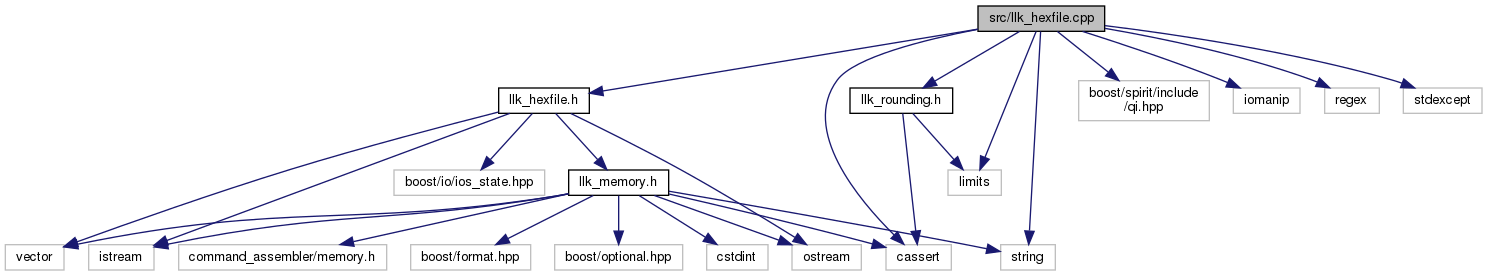 src/llk_hexfile.cpp
llk_hexfile.h
llk_rounding.h
boost/spirit/include
/qi.hpp
iomanip
regex
stdexcept
boost/io/ios_state.hpp
llk_memory.h
limits
vector
istream
command_assembler/memory.h
boost/format.hpp
boost/optional.hpp
cstdint
ostream
cassert
string